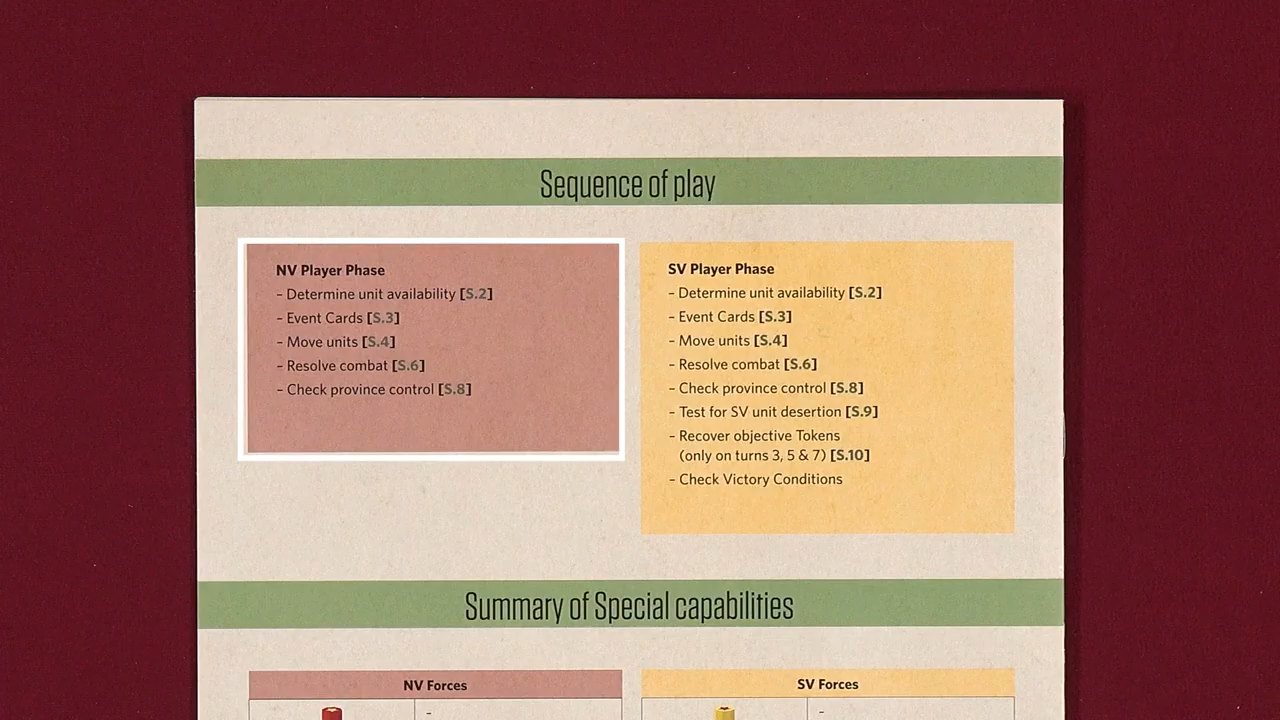 Sequence of play
NV Player Phase
– Determine unit availability [S.2]
– Event Cards [S.3]
– Move units [S.4]
– Resolve combat [S.6]
– Check province control [S.8]
SV Player Phase
– Determine unit availability [S.2]
– Event Cards [S.3]
– Move units [S.4]
– Resolve combat [S.6]
– Check province control [S.8]
– Test for SV unit desertion [S.9]
– Recover objective Tokens
(only on turns 3, 5 & 7) [S.10]
– Check Victory Conditions
Summary of Special capabilities
NV Forces
–
SV Forces
–